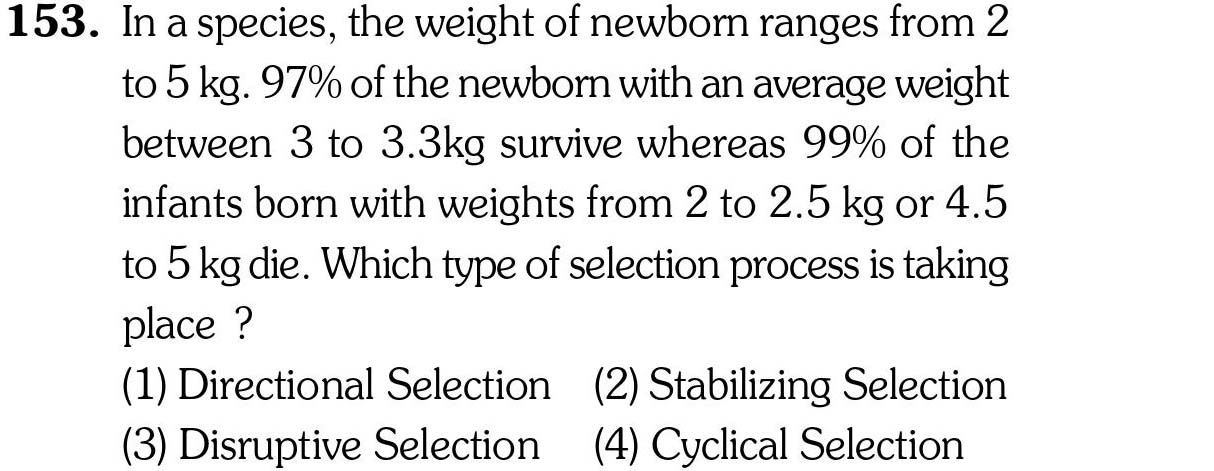 153. In a species, the weight of newborn ranges from 2
to 5 kg. 97% of the newborn with an average weight
between 3 to 3.3kg survive whereas 99% of the
infants born with weights from 2 to 2.5 kg or 4.5
to 5 kg die. Which type of selection process is taking
place ?
(1) Directional Selection (2) Stabilizing Selection
(3) Disruptive Selection (4) Cyclical Selection